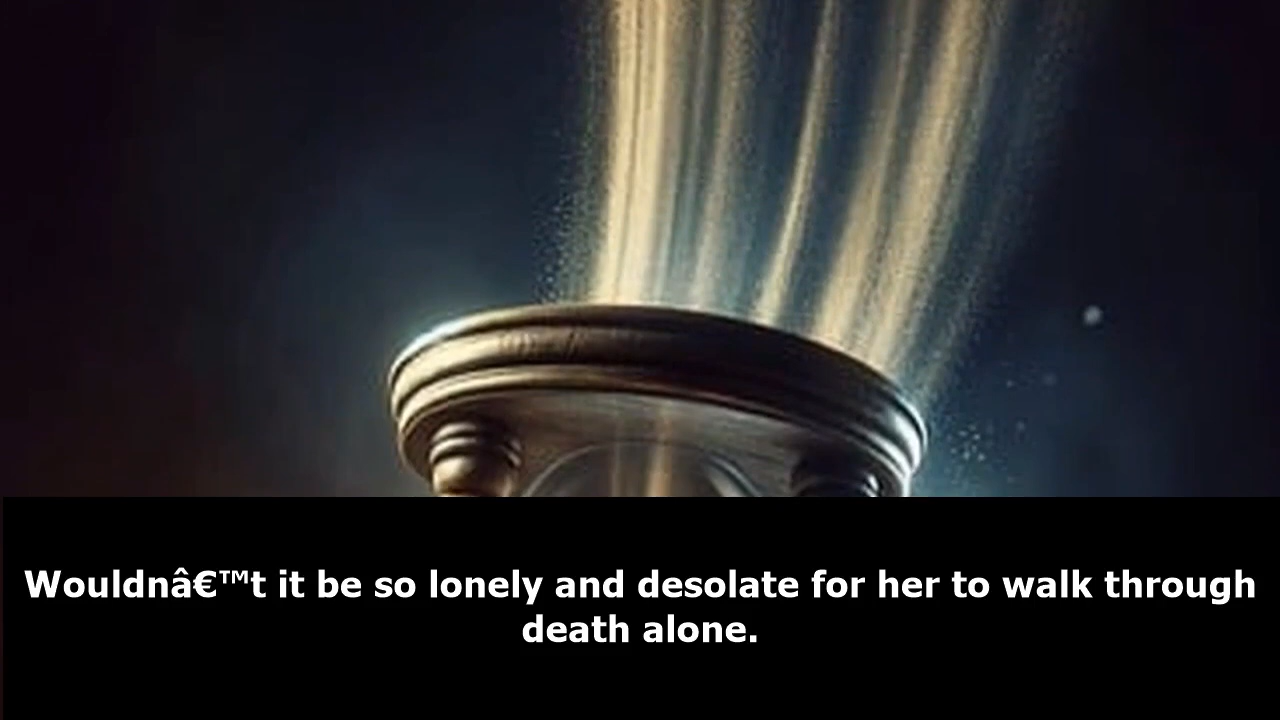 Wouldnâ€™t it be so lonely and desolate for her to walk through
death alone.